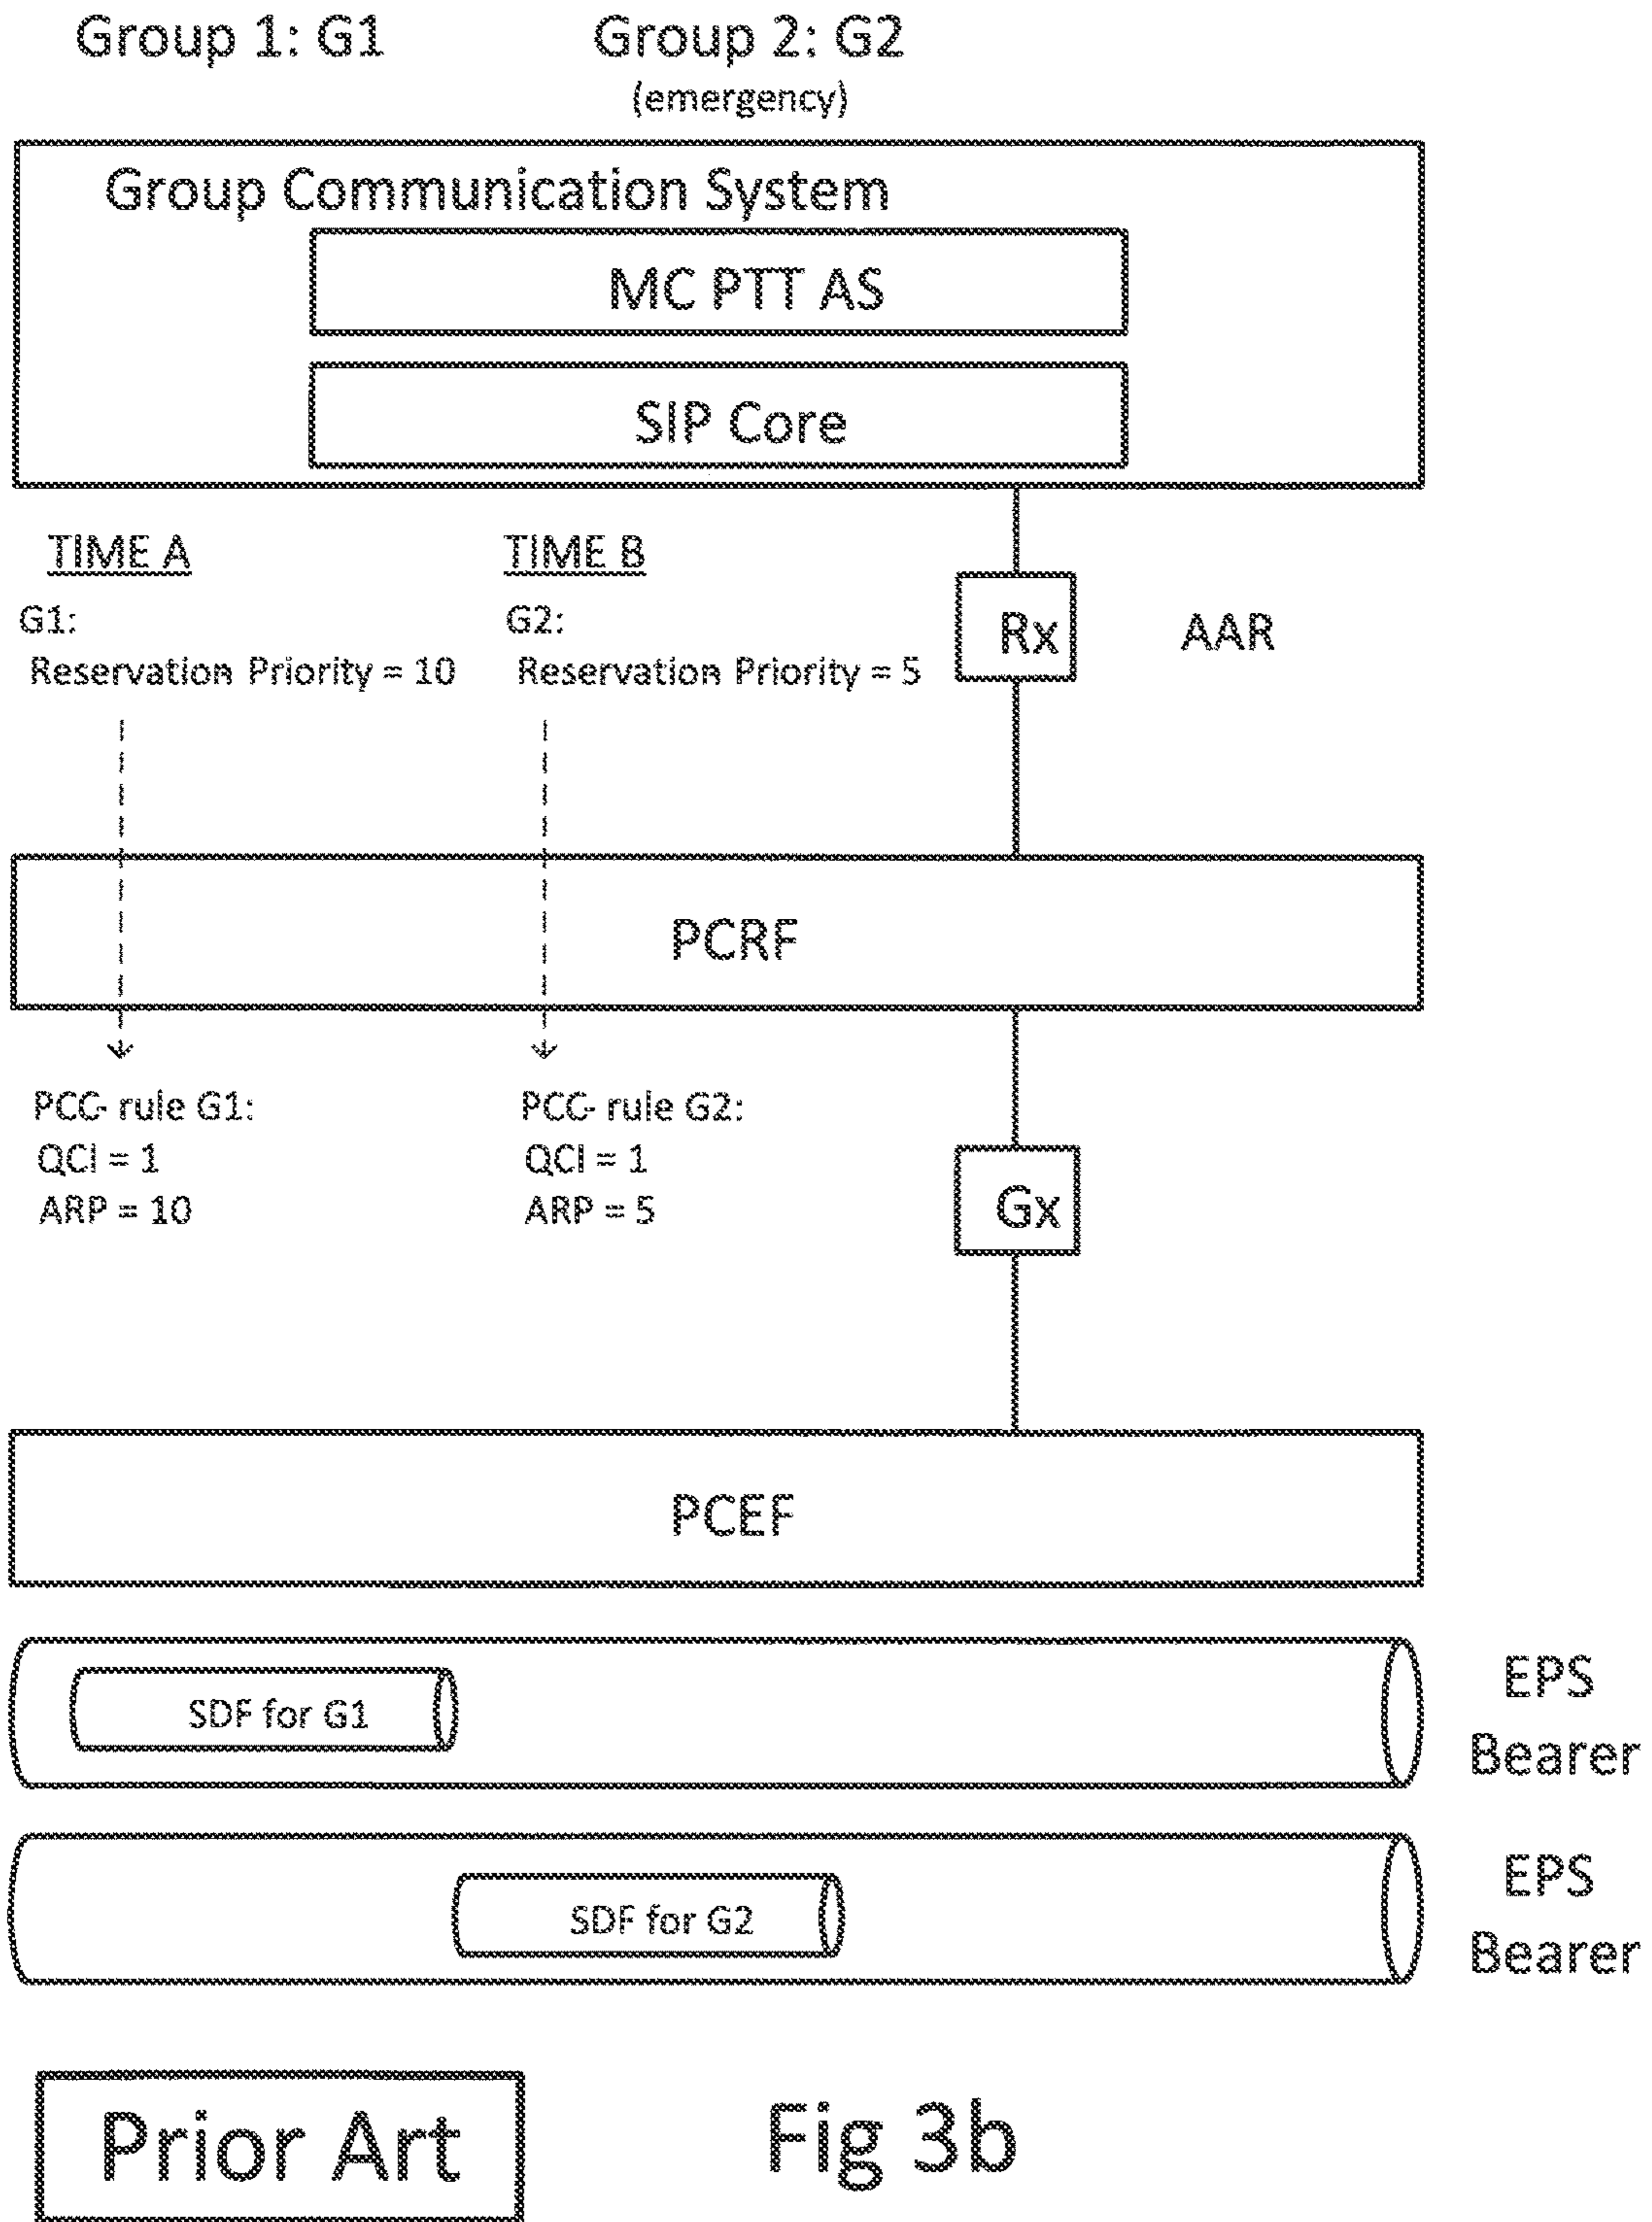 Group 1: G1
Group 2: G2
(emergency)
Group Communication System
MC PTT AS
SIP Core
TIME A
G1:
Reservation Priority = 10
TIME B
G2:
Reservation Priority = 5
Rx
AAR
PCRF
PCC- rule G1:
QCI = 1
ARP = 10
PCC- rule G2:
QCI = 1
ARP = 5
Gx
PCEF
SDF for G1
EPS
Bearer
SDF for G2
EPS
Bearer
Prior Art
Fig 3b